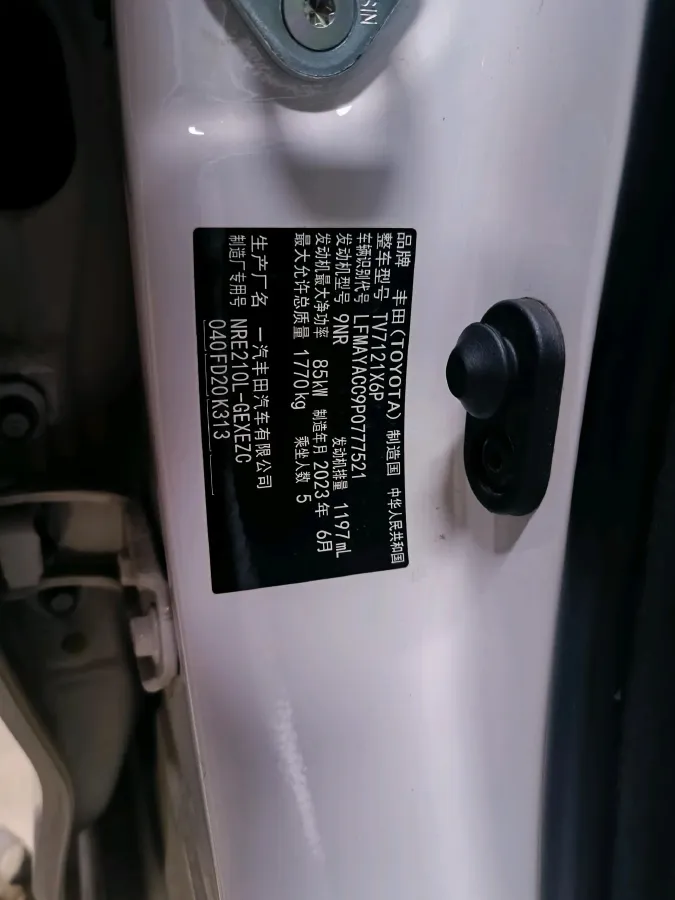 SIN
品牌 丰田(TOYOTA) 制造国 中华人民共和国
整车型号 TV7121X6P
车辆识别代号 LFMAYACC9P0777521
发动机型号 9NR 发动机排量 1197mL
发动机最大净功率 85kW 制造年月 2023年 6月
最大允许总质量 1770kg 乘坐人数 5
生产厂名 一汽丰田汽车有限公司
制造厂专用号 NRE210L-GEXEZC
040FD20K313